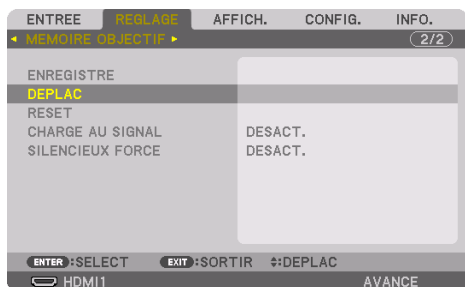 ENTREE REGLAGE AFFICH. CONFIG. INFO.
MEMOIRE OBJECTIF 2/2
ENREGISTRE
DEPLAC
RESET
CHARGE AU SIGNAL DESACT.
SILENCIEUX FORCE DESACT.
ENTER :SELECT EXIT :SORTIR :DEPLAC
HDMI1 AVANCE